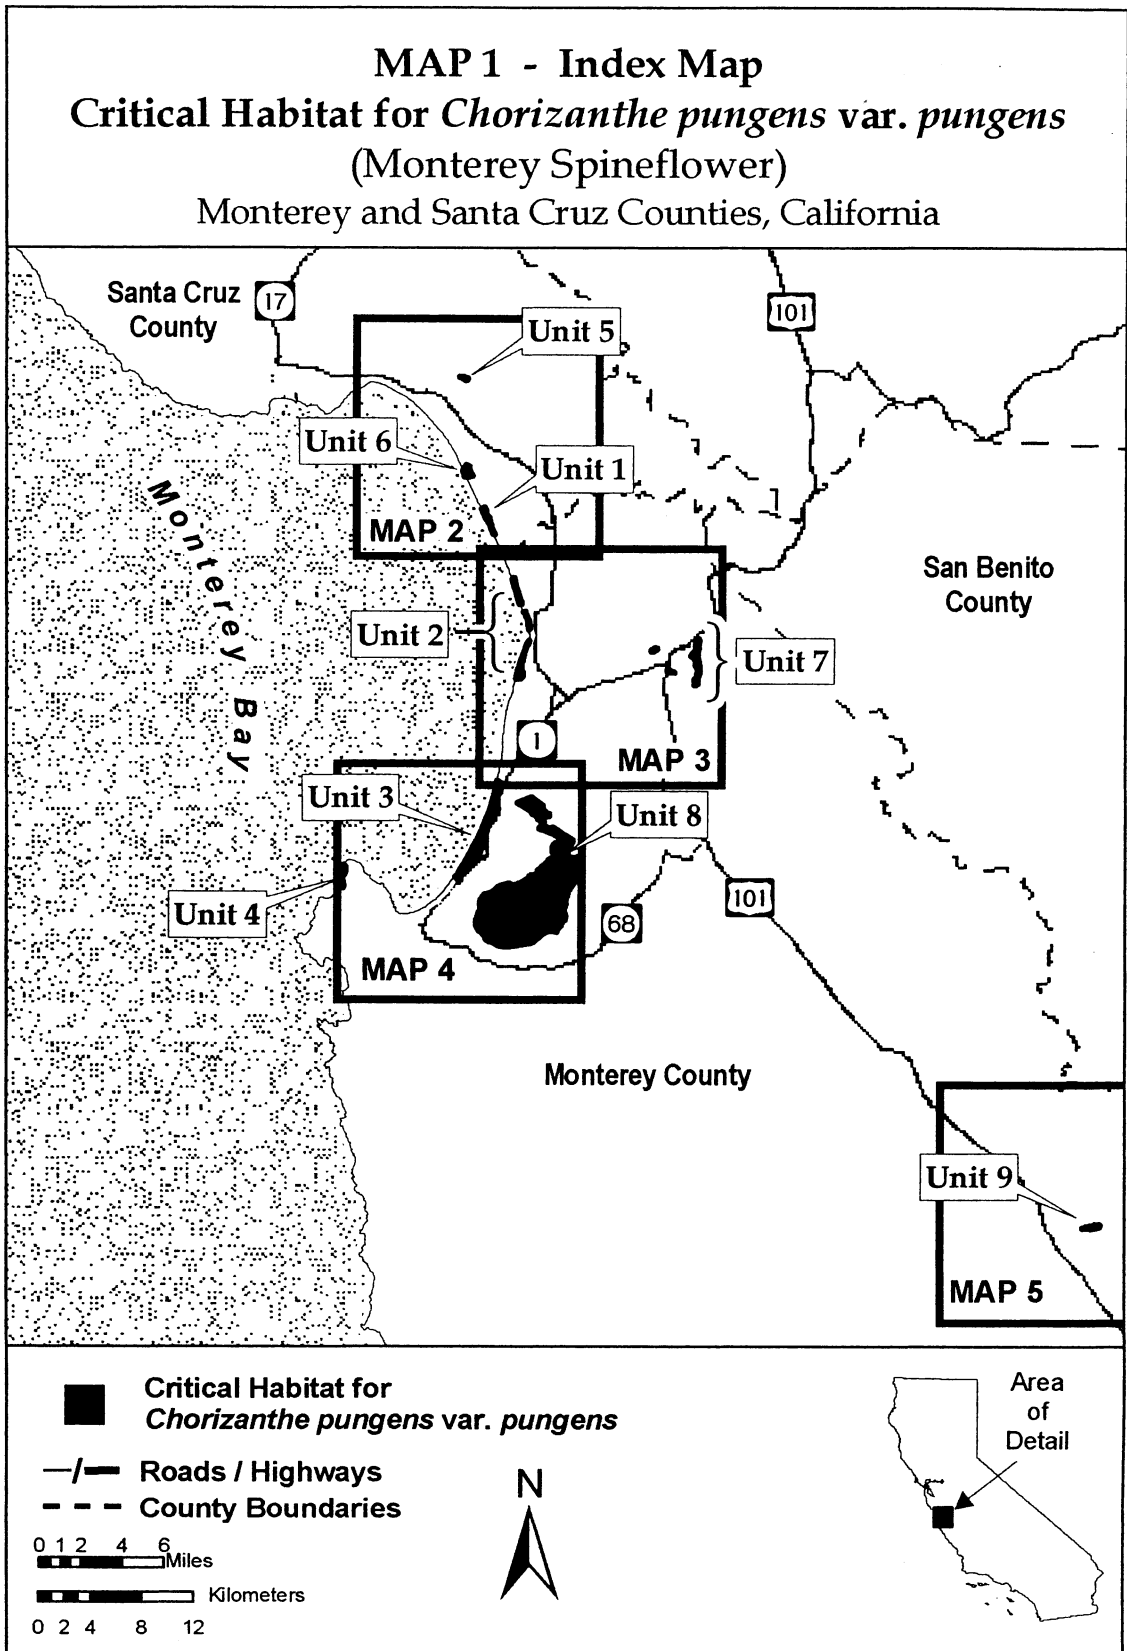 MAP 1 - Index Map
Critical Habitat for Chorizanthe pungens var. pungens
(Monterey Spineflower)
Monterey and Santa Cruz Counties, California
Santa Cruz
County
17
101
Unit 5
Unit 6
Unit 1
MAP 2
Monterey Bay
San Benito
County
Unit 2
Unit 7
1
MAP 3
Unit 3
Unit 8
101
Unit 4
68
MAP 4
Monterey County
Unit 9
MAP 5
Critical Habitat for
Chorizanthe pungens var. pungens
Roads / Highways
County Boundaries
0 1 2 4 6
Miles
Kilometers
0 2 4 8 12
N
Area
of
Detail